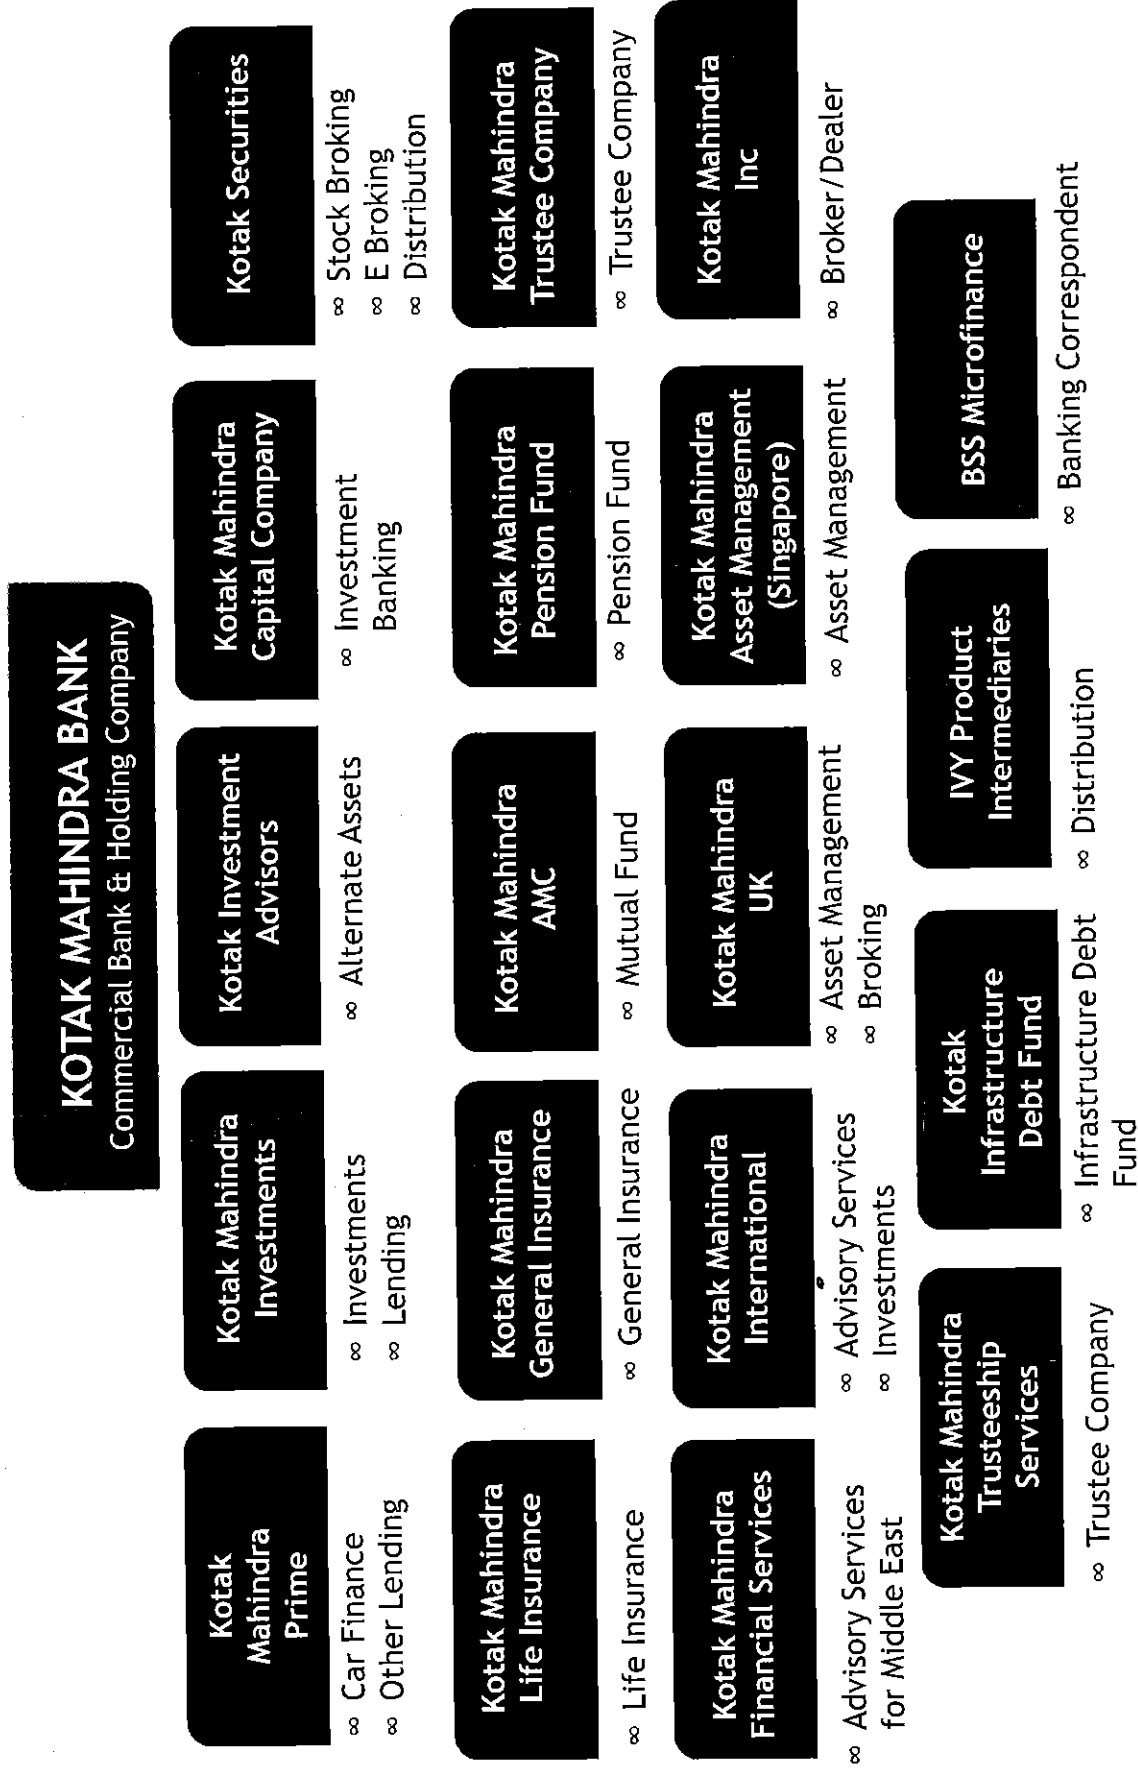 KOTAK MAHINDRA BANK
Commercial Bank & Holding Company
Kotak
Mahindra
Prime
∞ Car Finance
∞ Other Lending
Kotak Mahindra
Investments
∞ Investments
∞ Lending
Kotak Investment
Advisors
∞ Alternate Assets
Kotak Mahindra
Capital Company
∞ Investment
Banking
Kotak Securities
∞ Stock Broking
∞ E Broking
∞ Distribution
Kotak Mahindra
Life Insurance
∞ Life Insurance
Kotak Mahindra
General Insurance
∞ General Insurance
Kotak Mahindra
AMC
∞ Mutual Fund
Kotak Mahindra
Pension Fund
∞ Pension Fund
Kotak Mahindra
Trustee Company
∞ Trustee Company
Kotak Mahindra
Financial Services
∞ Advisory Services
for Middle East
Kotak Mahindra
International
∞ Advisory Services
∞ Investments
Kotak Mahindra
UK
∞ Asset Management
∞ Broking
Kotak Mahindra
Asset Management
(Singapore)
∞ Asset Management
Kotak Mahindra
Inc
∞ Broker/Dealer
Kotak Mahindra
Trusteeship
Services
∞ Trustee Company
Kotak
Infrastructure
Debt Fund
∞ Infrastructure Debt
Fund
IVY Product
Intermediaries
∞ Distribution
BSS Microfinance
∞ Banking Correspondent